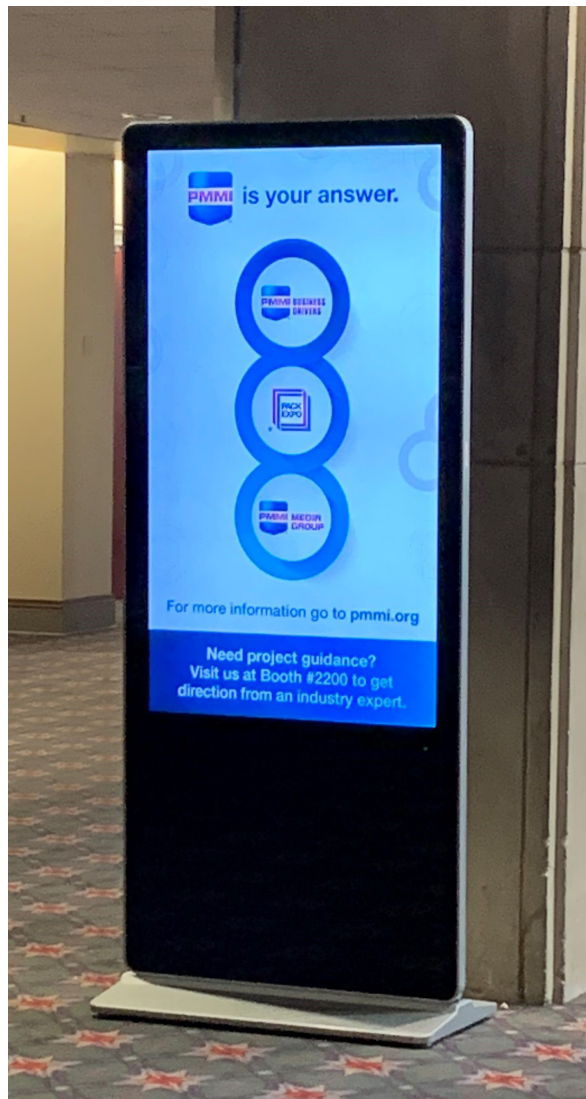 PMMI is your answer.
PMMI BUSINESS
DRIVERS
PACK
EXPO
PMMI MEDIA
GROUP
For more information go to pmmi.org
Need project guidance?
Visit us at Booth #2200 to get
direction from an industry expert.